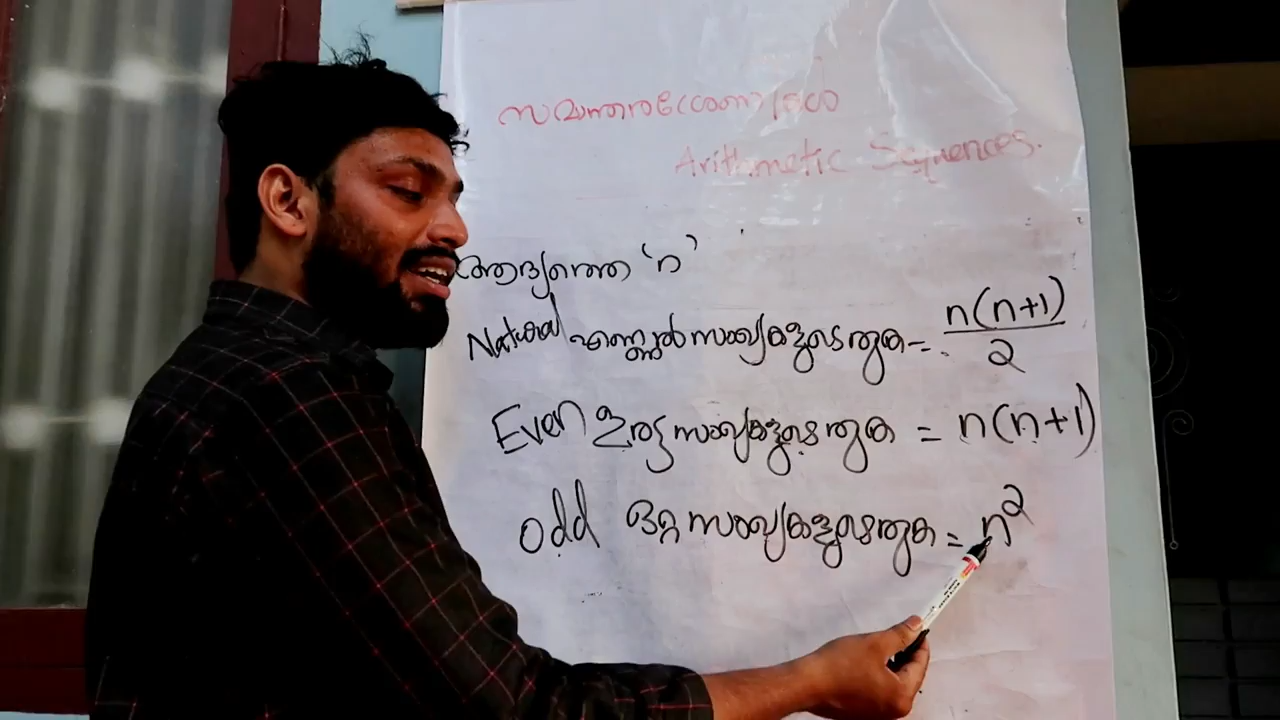 സമാന്തരശ്രേണികൾ
Arithmetic Sequences.
ആദ്യത്തെ 'n'
Natural എണ്ണൽ സംഖ്യകളുടെ തുക = n(n+1)/2
Even ഇരട്ട സംഖ്യകളുടെ തുക = n(n+1)
odd ഒറ്റ സംഖ്യകളുടെ തുക = n²